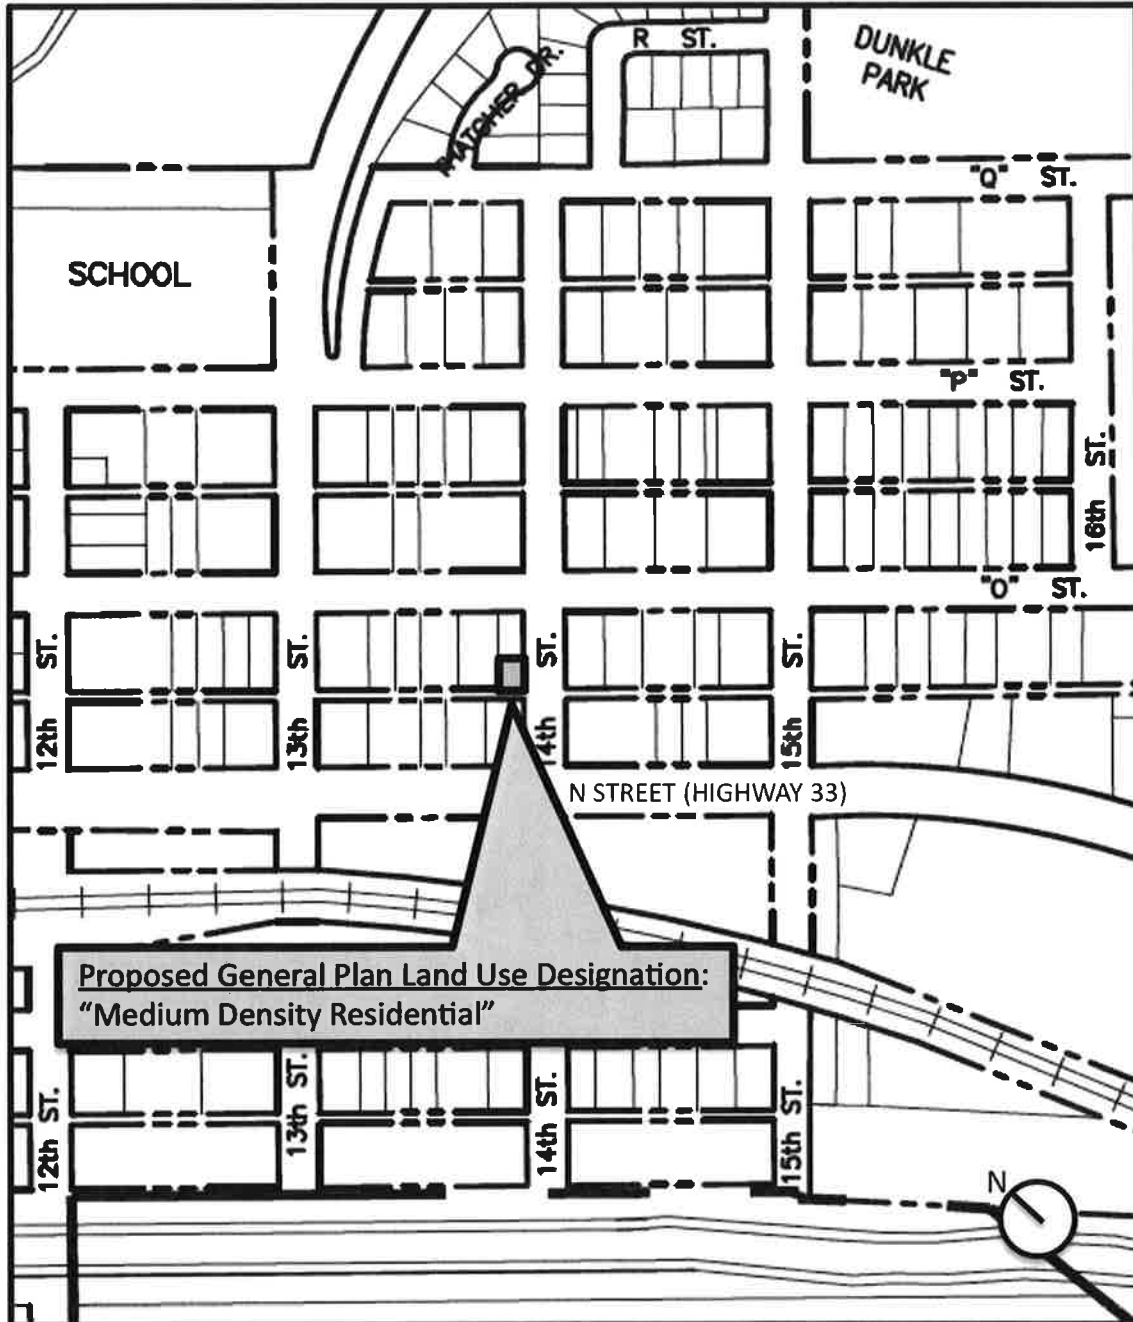 R ST.
DUNKLE
PARK
THATCHER DR.
"Q" ST.
SCHOOL
"P" ST.
16th ST.
"O" ST.
12th ST.
13th ST.
14th ST.
15th ST.
N STREET (HIGHWAY 33)
Proposed General Plan Land Use Designation:
“Medium Density Residential”
12th ST.
13th ST.
14th ST.
15th ST.
N